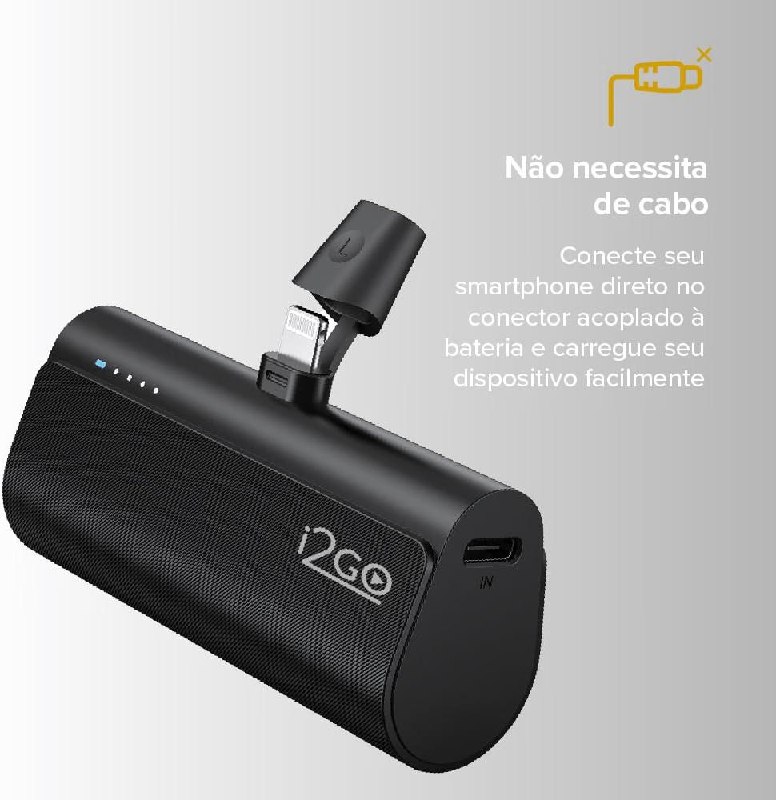 Não necessita
de cabo
Conecte seu
smartphone direto no
conector acoplado à
bateria e carregue seu
dispositivo facilmente
L
i2GO
IN